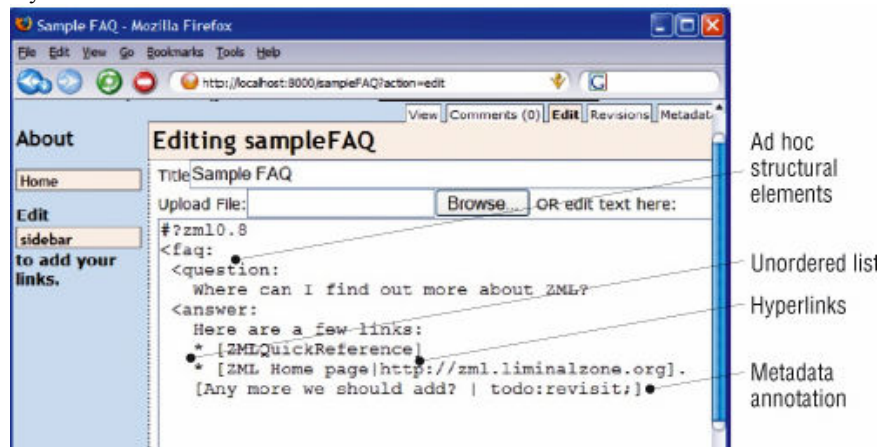 Sample FAQ - Mozilla Firefox
File Edit View Go Bookmarks Tools Help
http://localhost:8000/sampleFAQ?action=edit
G
View Comments (0) Edit Revisions Metadat
About
Editing sampleFAQ
Home
Title Sample FAQ
Edit
Upload File: Browse... OR edit text here:
sidebar
#?zml0.8
to add your
<faq:
links.
<question:
Where can I find out more about ZML?
<answer:
Here are a few links:
* [ZMLQuickReference]
* [ZML Home page|http://zml.liminalzone.org].
[Any more we should add? | todo:revisit;]
Ad hoc
structural
elements
Unordered list
Hyperlinks
Metadata
annotation